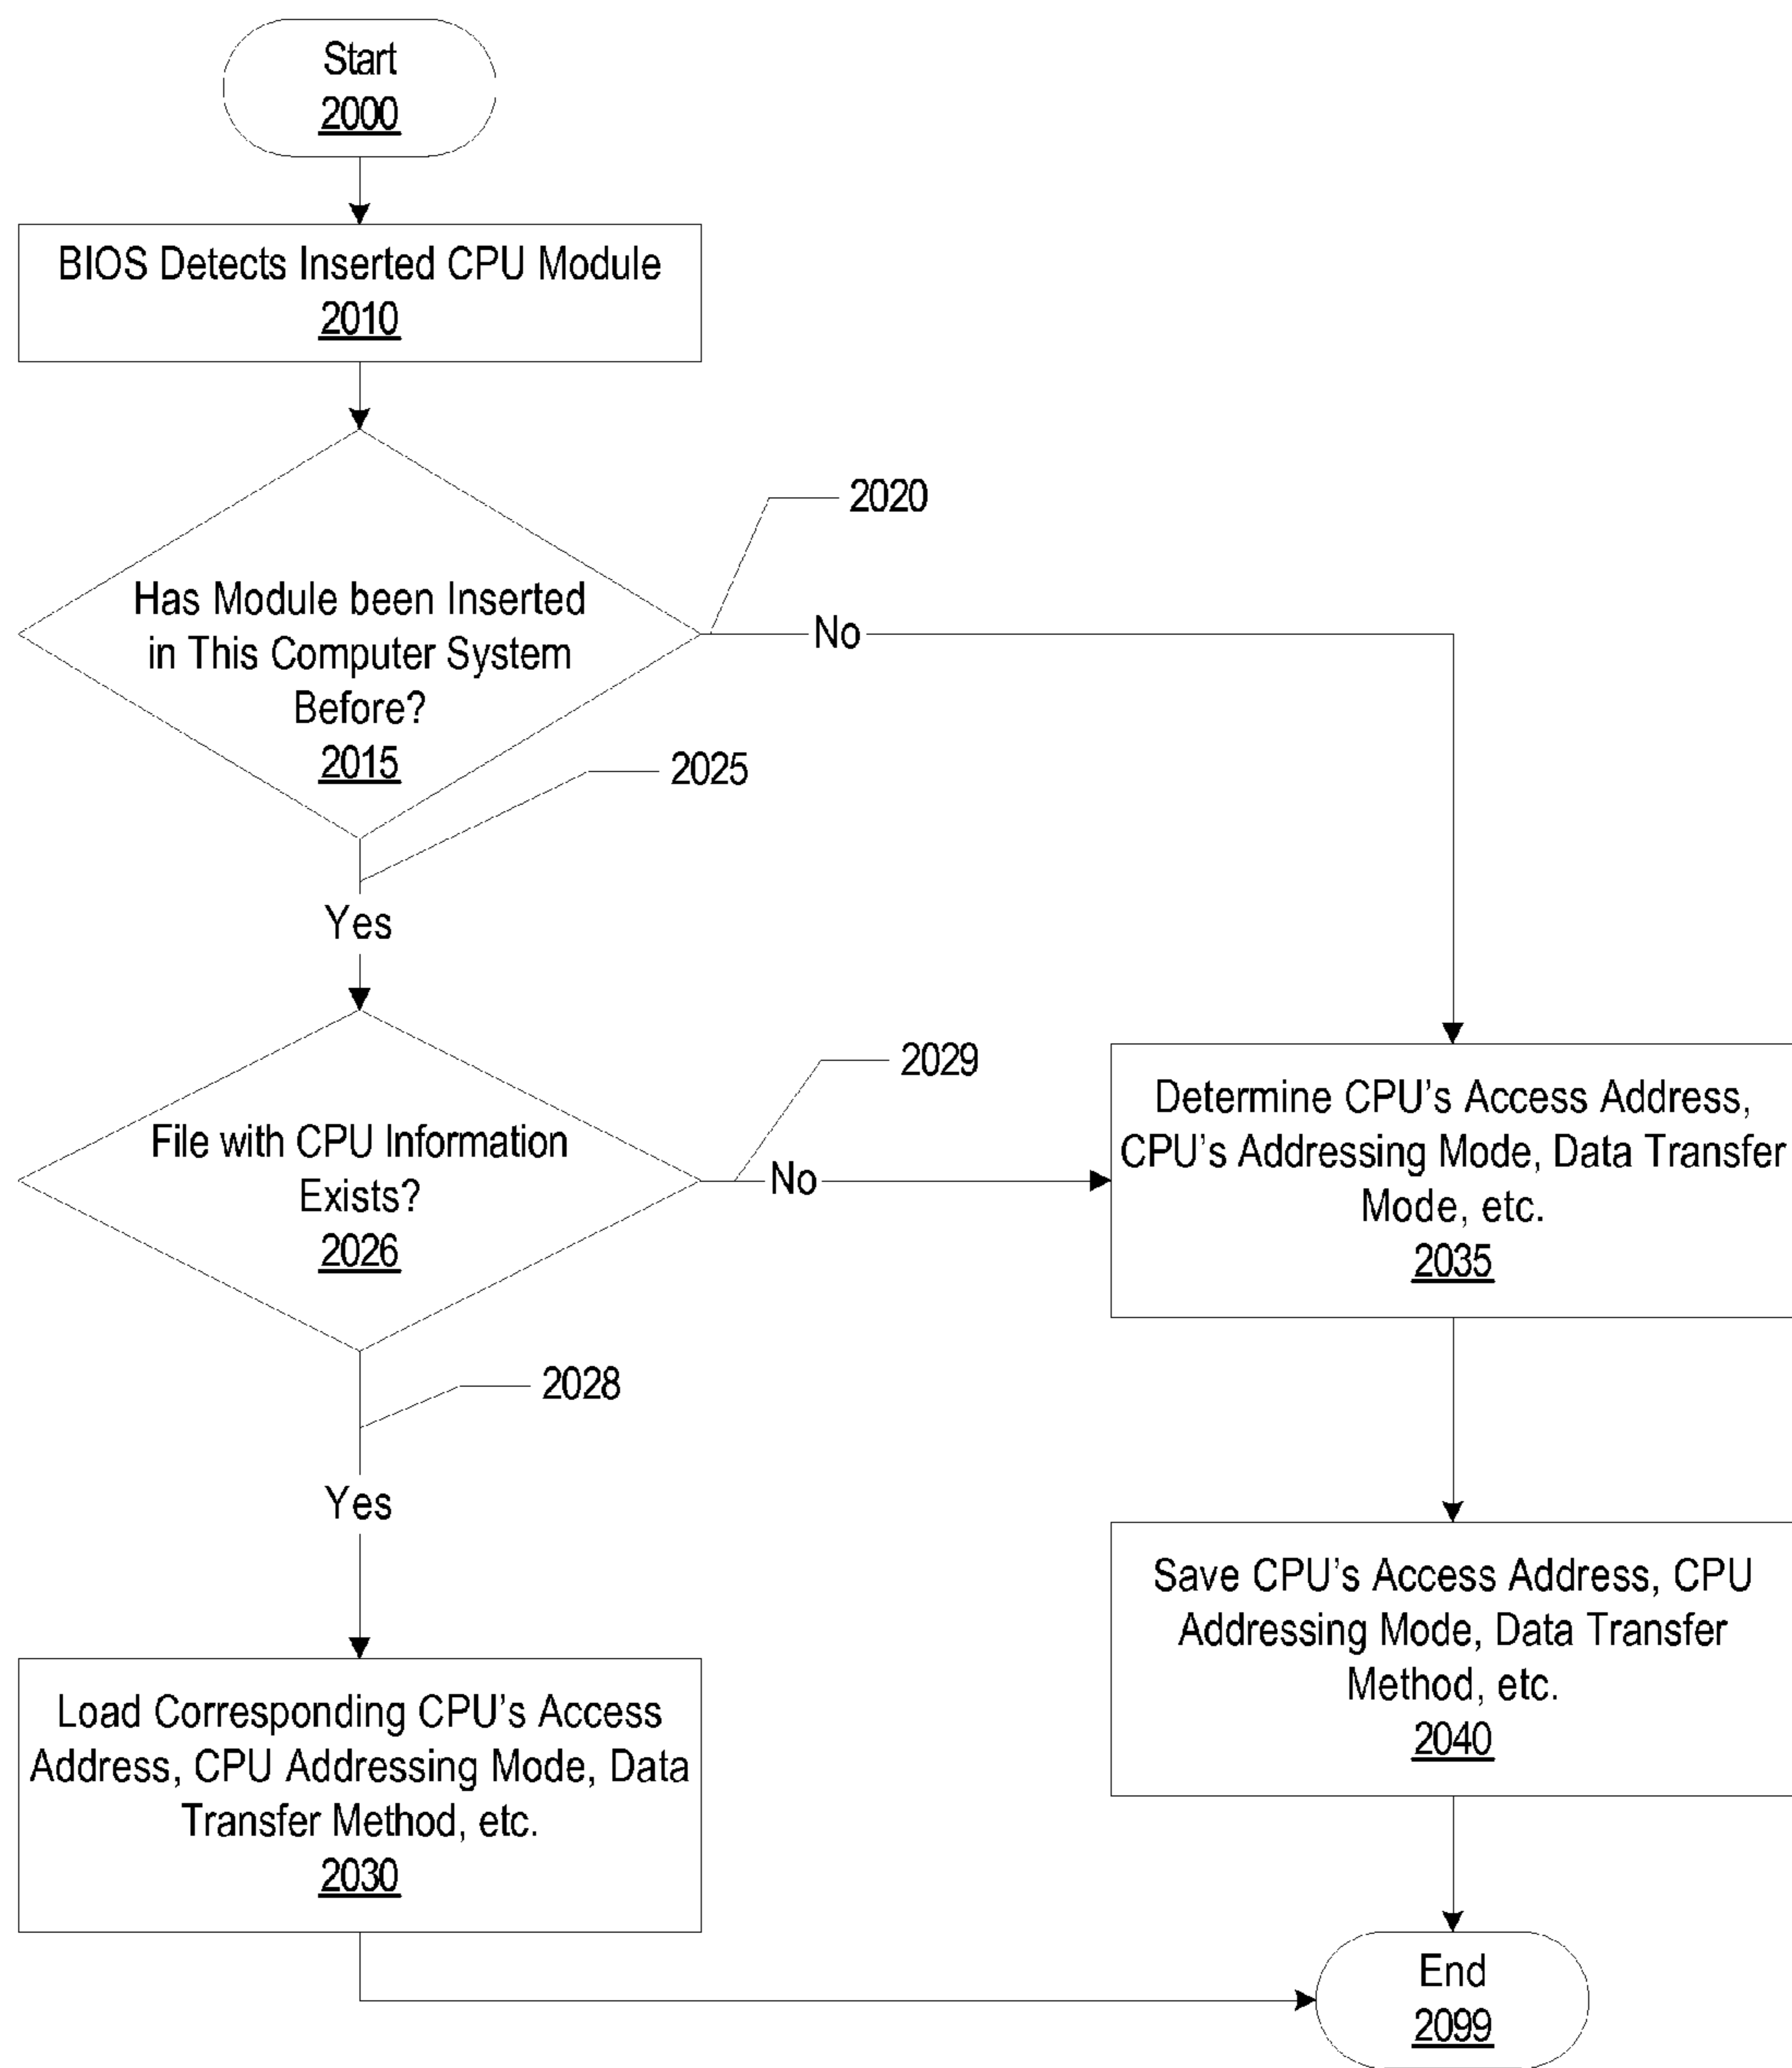 Start
2000
BIOS Detects Inserted CPU Module
2010
2020
Has Module been Inserted
in This Computer System
Before?
2015
No
2025
Yes
2029
File with CPU Information
Exists?
2026
No
Determine CPU's Access Address,
CPU's Addressing Mode, Data Transfer
Mode, etc.
2035
2028
Yes
Save CPU's Access Address, CPU
Addressing Mode, Data Transfer
Method, etc.
2040
Load Corresponding CPU's Access
Address, CPU Addressing Mode, Data
Transfer Method, etc.
2030
End
2099